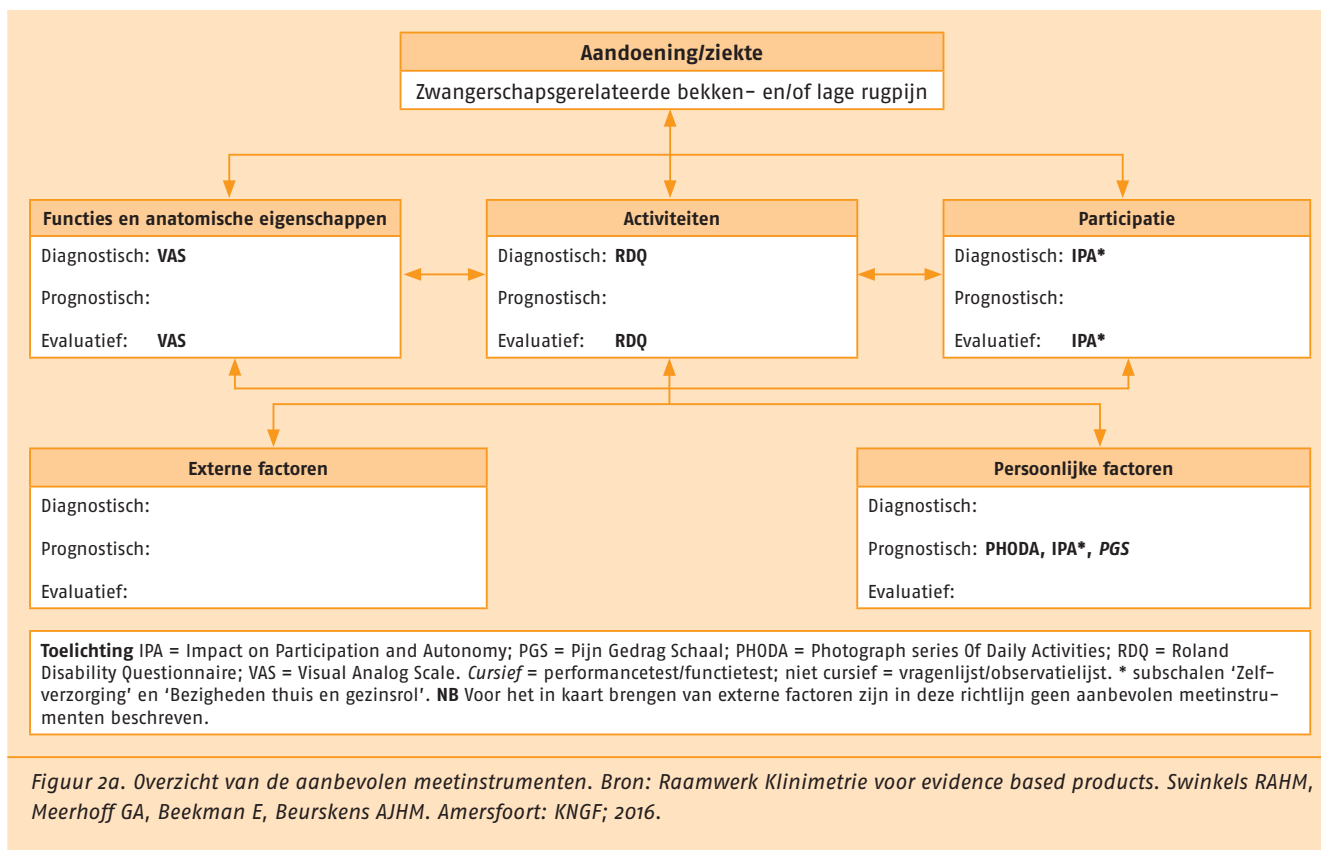 Aandoening/ziekte
Zwangerschapsgerelateerde bekken- en/of lage rugpijn
Functies en anatomische eigenschappen
Diagnostisch: VAS
Prognostisch:
Evaluatief: VAS
Activiteiten
Diagnostisch: RDQ
Prognostisch:
Evaluatief: RDQ
Participatie
Diagnostisch: IPA*
Prognostisch:
Evaluatief: IPA*
Externe factoren
Diagnostisch:
Prognostisch:
Evaluatief:
Persoonlijke factoren
Diagnostisch:
Prognostisch: PHODA, IPA*, PGS
Evaluatief:
Toelichting IPA = Impact on Participation and Autonomy; PGS = Pijn Gedrag Schaal; PHODA = Photograph series Of Daily Activities; RDQ = Roland
Disability Questionnaire; VAS = Visual Analog Scale. Cursief = performancetest/functietest; niet cursief = vragenlijst/observatielijst. * subschalen ‘Zelf-
verzorging’ en ‘Bezigheden thuis en gezinsrol’. NB Voor het in kaart brengen van externe factoren zijn in deze richtlijn geen aanbevolen meetinstru-
menten beschreven.
Figuur 2a. Overzicht van de aanbevolen meetinstrumenten. Bron: Raamwerk Klinimetrie voor evidence based products. Swinkels RAHM,
Meerhoff GA, Beekman E, Beurskens AJHM. Amersfoort: KNGF; 2016.